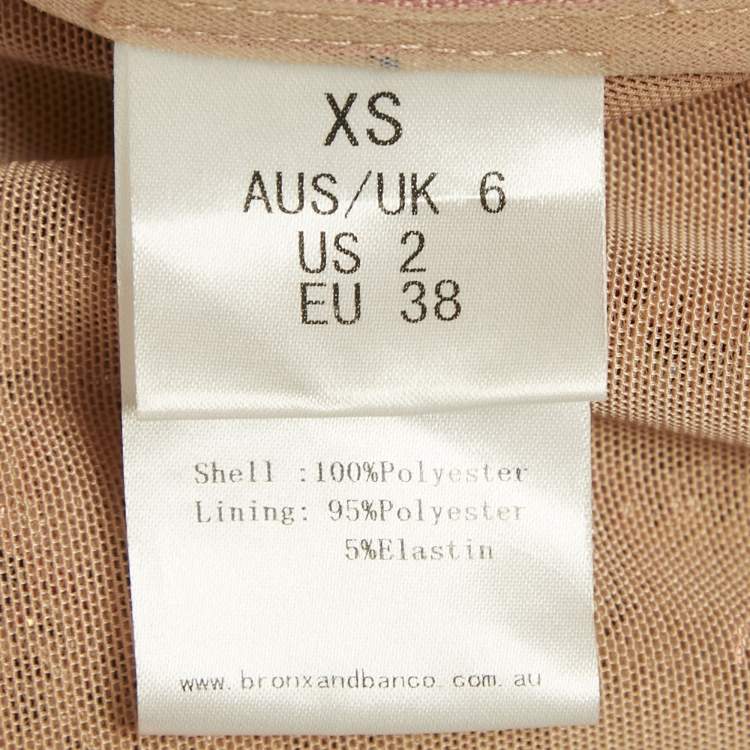 XS
AUS/UK 6
US 2
EU 38
Shell :100%Polyester
Lining: 95%Polyester
5%Elastin
www.bronxandbanco.com.au